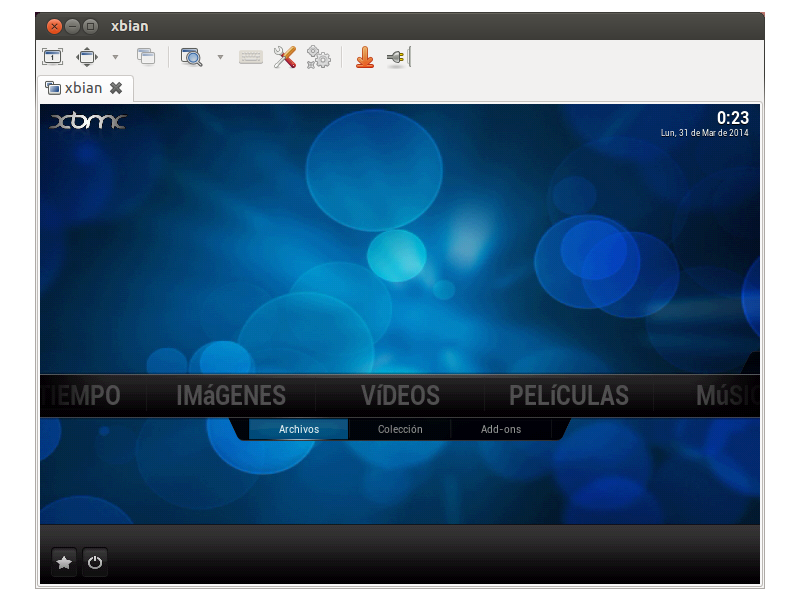 xbian
xbian
xbmc
0:23
Lun, 31 de Mar de 2014
TIEMPO IMáGENES VíDEOS PELíCULAS MúSIC
Archivos Colección Add-ons